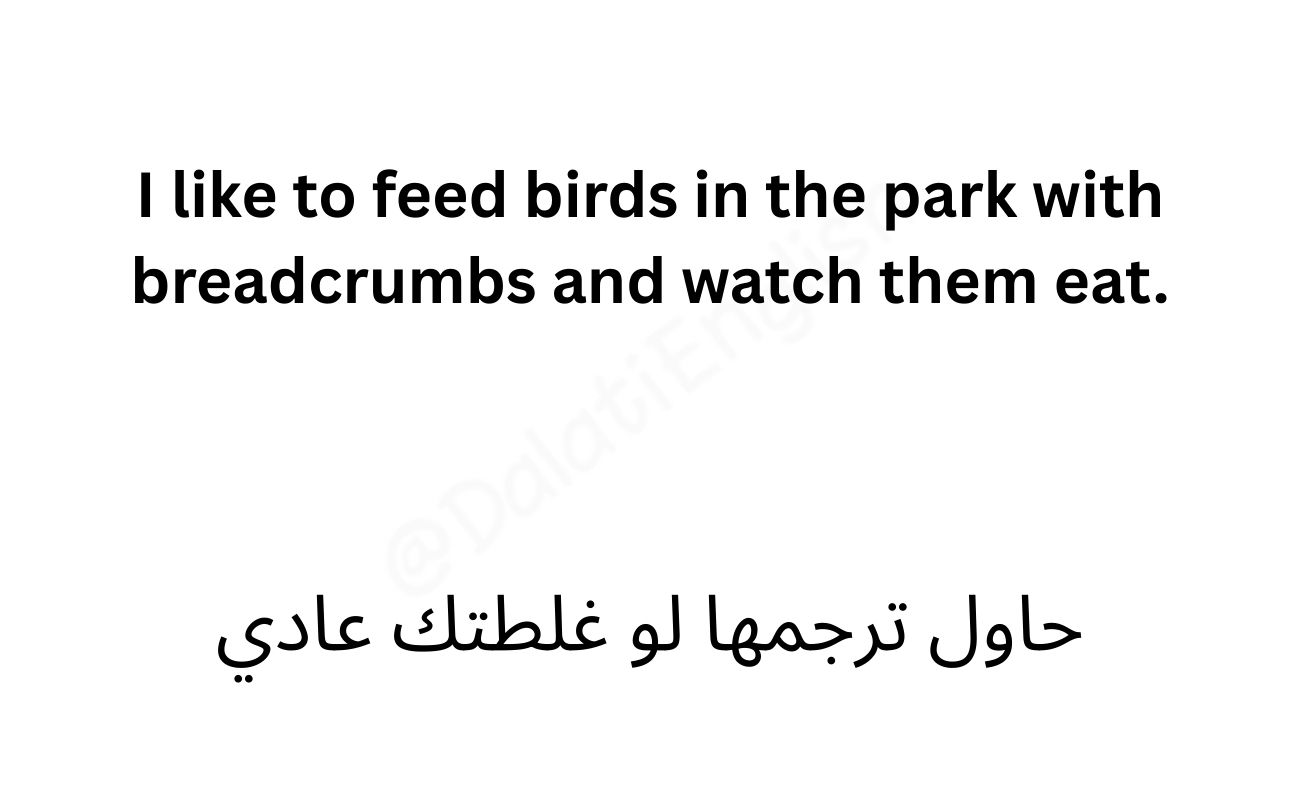 I like to feed birds in the park with
breadcrumbs and watch them eat.
@DalatiEnglish
حاول ترجمها لو غلطتك عادي